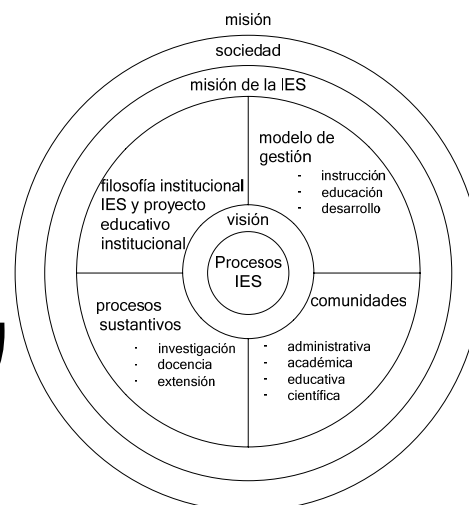 misión
sociedad
misión de la IES
modelo de
gestión
- instrucción
- educación
- desarrollo
filosofía institucional
IES y proyecto
educativo
institucional
visión
Procesos
IES
procesos
sustantivos
· investigación
· docencia
· extensión
comunidades
- administrativa
· académica
· educativa
· científica